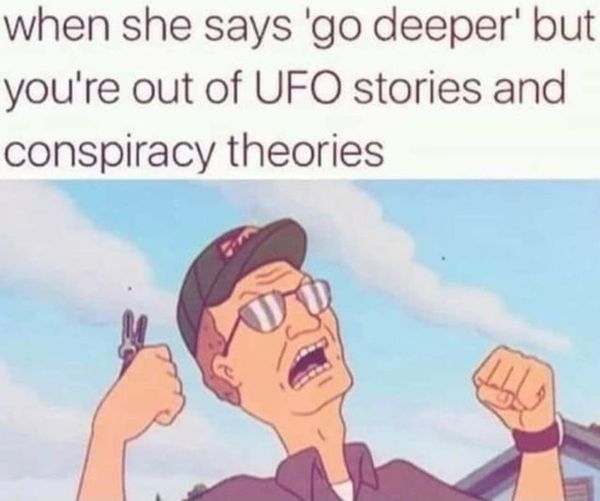 when she says 'go deeper' but
you're out of UFO stories and
conspiracy theories